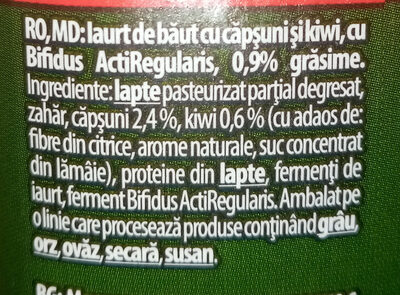 RO, MD: Iaurt de băut cu căpșuni și kiwi, cu
Bifidus ActiRegularis, 0,9% grăsime.
Ingrediente: lapte pasteurizat parțial degresat,
zahăr, căpșuni 2,4 %, kiwi 0,6 % (cu adaos de:
fibre din citrice, arome naturale, suc concentrat
din lămâie), proteine din lapte, fermenți de
iaurt, ferment Bifidus ActiRegularis. Ambalat pe
o linie care procesează produse conținând grâu,
orz, ovăz, secară, susan.